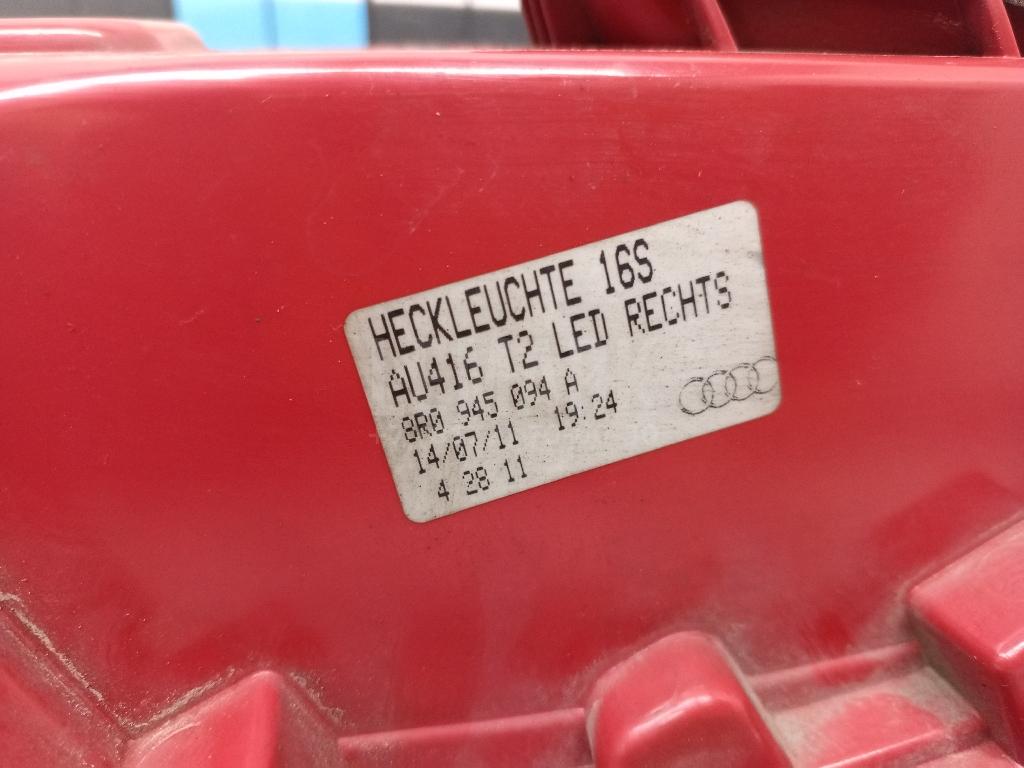 HECKLEUCHTE 16S
AU416 T2 LED RECHTS
8R0 945 094 A
14/07/11 19:24
4 28 11